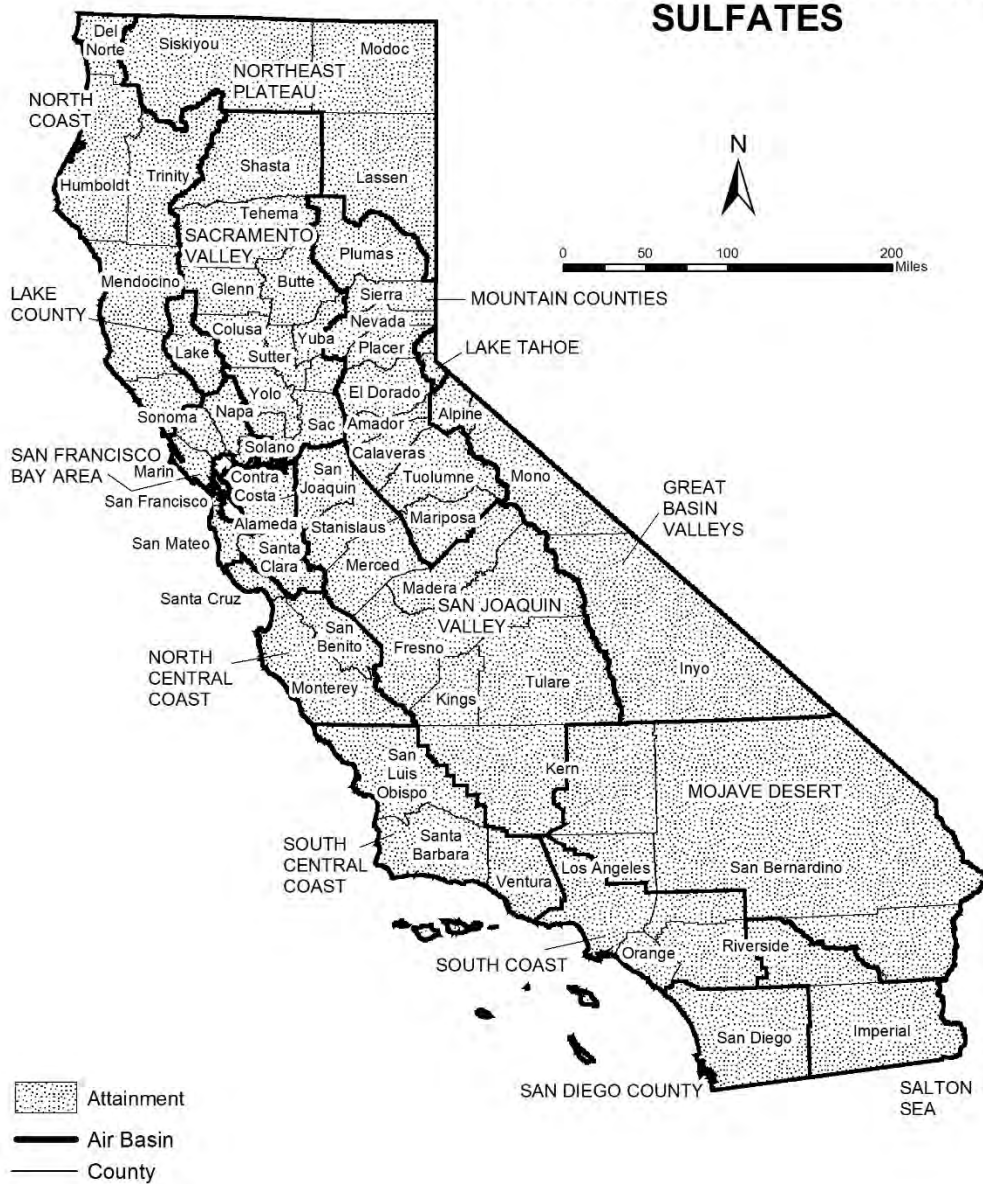 SULFATES
Del
Norte
Siskiyou
Modoc
NORTHEAST
PLATEAU
NORTH
COAST
N
Shasta
Lassen
Trinity
Humboldt
Tehema
SACRAMENTO
VALLEY
Plumas
0 50 100 200
Miles
Mendocino
Glenn
Butte
Sierra
MOUNTAIN COUNTIES
LAKE
COUNTY
Nevada
Colusa
Yuba
Placer
Lake
Sutter
LAKE TAHOE
Yolo
El Dorado
Napa
Alpine
Sonoma
Sac
Amador
Solano
Calaveras
SAN FRANCISCO
BAY AREA
Marin
San
Joaquin
Contra
Costa
Tuolumne
Mono
GREAT
BASIN
VALLEYS
San Francisco
Alameda
Stanislaus
Mariposa
San Mateo
Santa
Clara
Merced
Madera
Santa Cruz
SAN JOAQUIN
VALLEY
San
Benito
Fresno
NORTH
CENTRAL
COAST
Inyo
Monterey
Tulare
Kings
San
Luis
Obispo
Kern
MOJAVE DESERT
SOUTH
CENTRAL
COAST
Santa
Barbara
Los Angeles
San Bernardino
Ventura
Orange
Riverside
SOUTH COAST
San Diego
Imperial
SAN DIEGO COUNTY
SALTON
SEA
Attainment
Air Basin
County